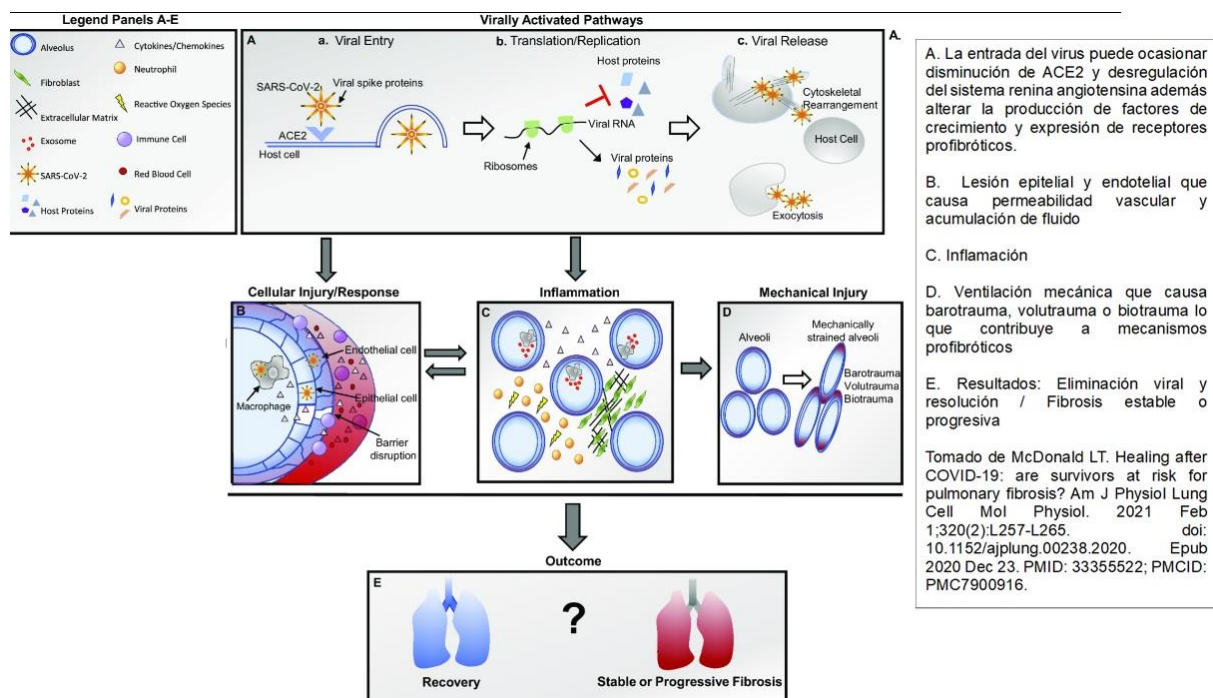 Legend Panels A-E
Alveolus
Cytokines/Chemokines
Fibroblast
Neutrophil
Extracellular Matrix
Reactive Oxygen Species
Exosome
Immune Cell
SARS-CoV-2
Red Blood Cell
Host Proteins
Viral Proteins
Virally Activated Pathways
A
a. Viral Entry
SARS-CoV-2
Viral spike proteins
ACE2
Host cell
b. Translation/Replication
Host proteins
Viral RNA
Ribosomes
Viral proteins
c. Viral Release
Cytoskeletal
Rearrangement
Host Cell
Exocytosis
A.
Cellular Injury/Response
B
Endothelial cell
Epithelial cell
Macrophage
Barrier
disruption
Inflammation
C
Mechanical Injury
D
Alveoli
Mechanically
strained alveoli
Barotrauma
Volutrauma
Biotrauma
Outcome
E
Recovery
?
Stable or Progressive Fibrosis
A. La entrada del virus puede ocasionar
disminución de ACE2 y desregulación
del sistema renina angiotensina además
alterar la producción de factores de
crecimiento y expresión de receptores
profibróticos.
B. Lesión epitelial y endotelial que
causa permeabilidad vascular y
acumulación de fluido
C. Inflamación
D. Ventilación mecánica que causa
barotrauma, volutrauma o biotrauma lo
que contribuye a mecanismos
profibróticos
E. Resultados: Eliminación viral y
resolución / Fibrosis estable o
progresiva
Tomado de McDonald LT. Healing after
COVID-19: are survivors at risk for
pulmonary fibrosis? Am J Physiol Lung
Cell Mol Physiol. 2021 Feb
1;320(2):L257-L265. doi:
10.1152/ajplung.00238.2020. Epub
2020 Dec 23. PMID: 33355522; PMCID:
PMC7900916.